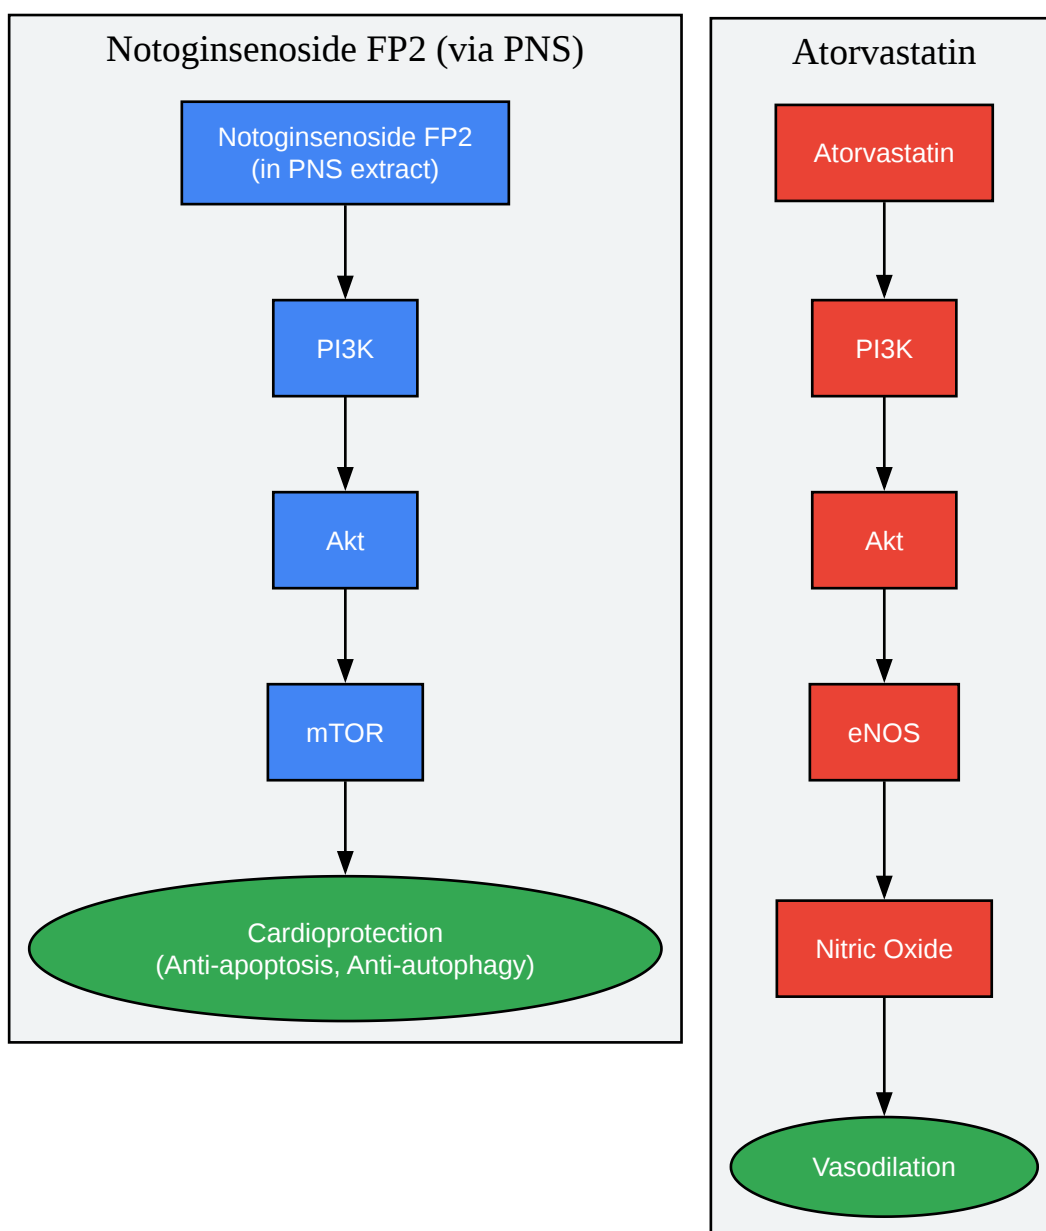 Notoginsenoside FP2 (via PNS)
Notoginsenoside FP2
(in PNS extract)
PI3K
Akt
mTOR
Cardioprotection
(Anti-apoptosis, Anti-autophagy)
Atorvastatin
Atorvastatin
PI3K
Akt
eNOS
Nitric Oxide
Vasodilation